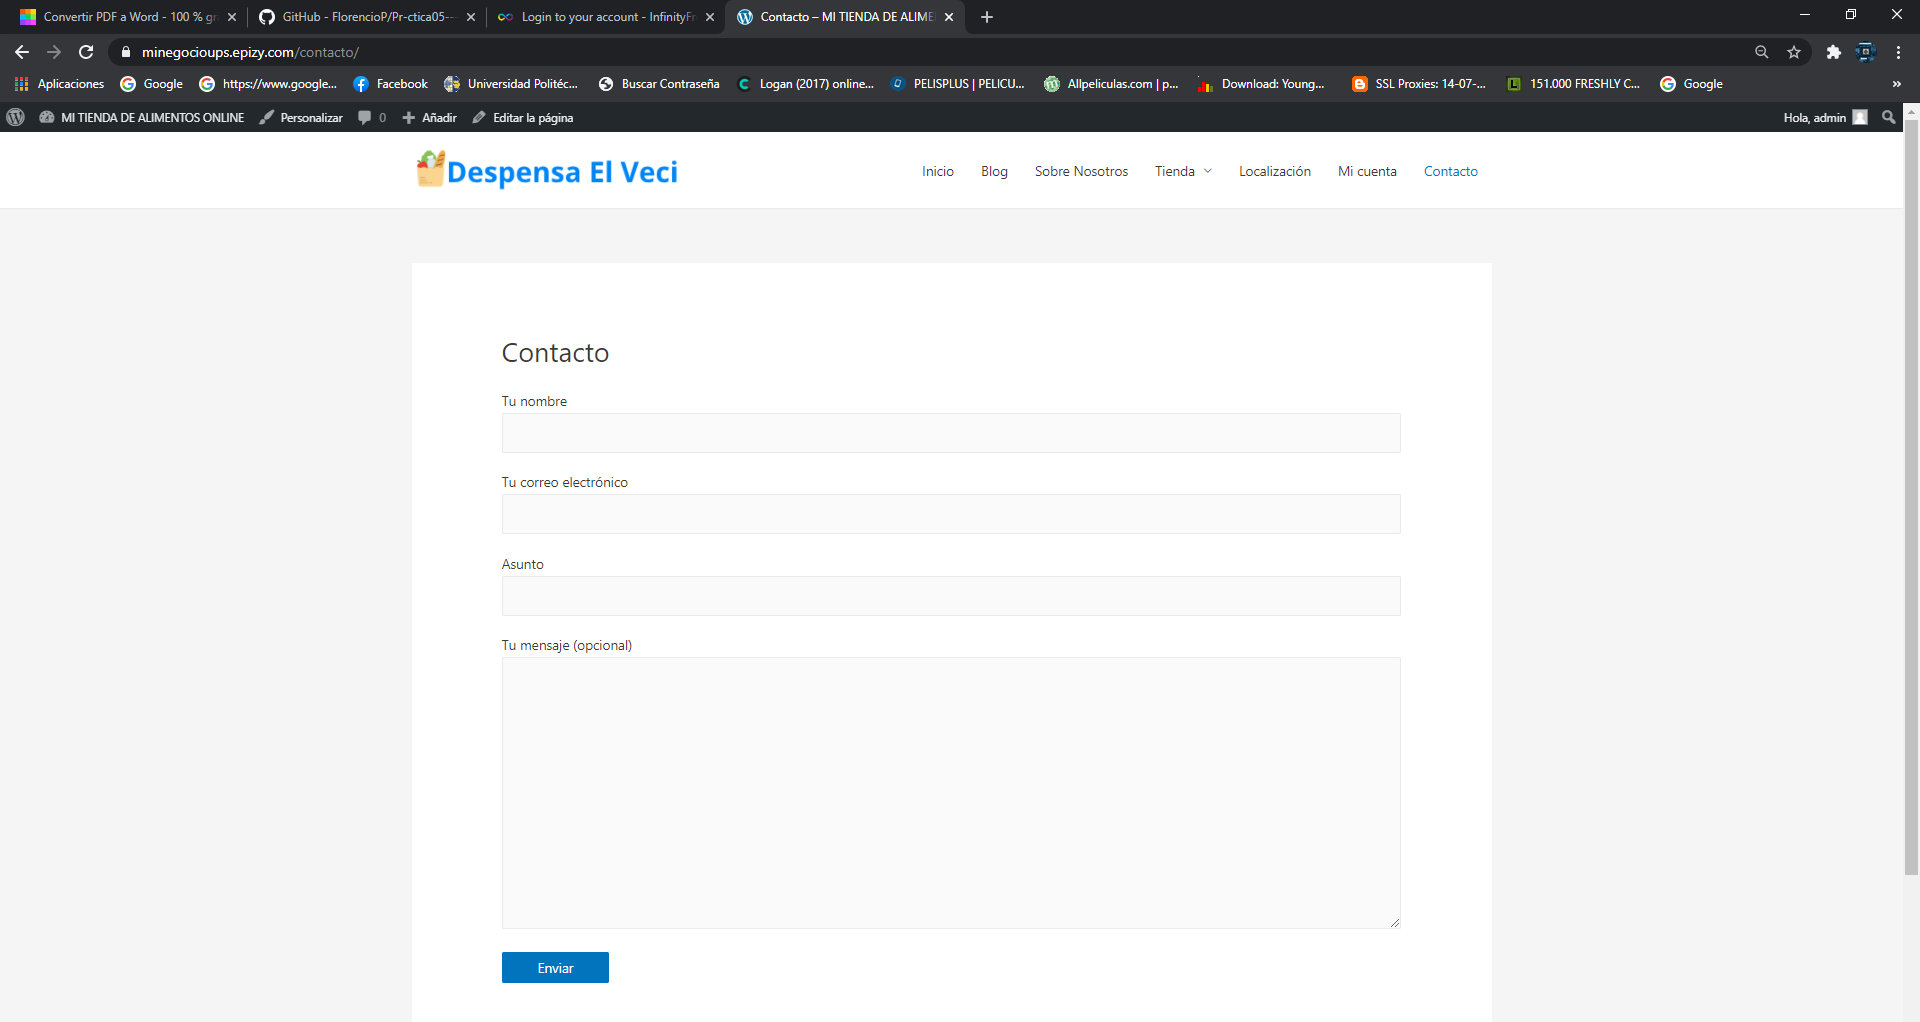 Convertir PDF a Word - 100 % gr
GitHub - FlorencioP/Pr-ctica05-
Login to your account - InfinityFr
Contacto – MI TIENDA DE ALIME
minegocioups.epizy.com/contacto/
Aplicaciones
Google
https://www.google...
Facebook
Universidad Politéc...
Buscar Contraseña
Logan (2017) online...
PELISPLUS | PELICU...
Allpeliculas.com | p...
Download: Young...
SSL Proxies: 14-07-...
151.000 FRESHLY C...
Google
»
MI TIENDA DE ALIMENTOS ONLINE
Personalizar
0
Añadir
Editar la página
Hola, admin
Despensa El Veci
Inicio
Blog
Sobre Nosotros
Tienda
Localización
Mi cuenta
Contacto
Contacto
Tu nombre
Tu correo electrónico
Asunto
Tu mensaje (opcional)
Enviar